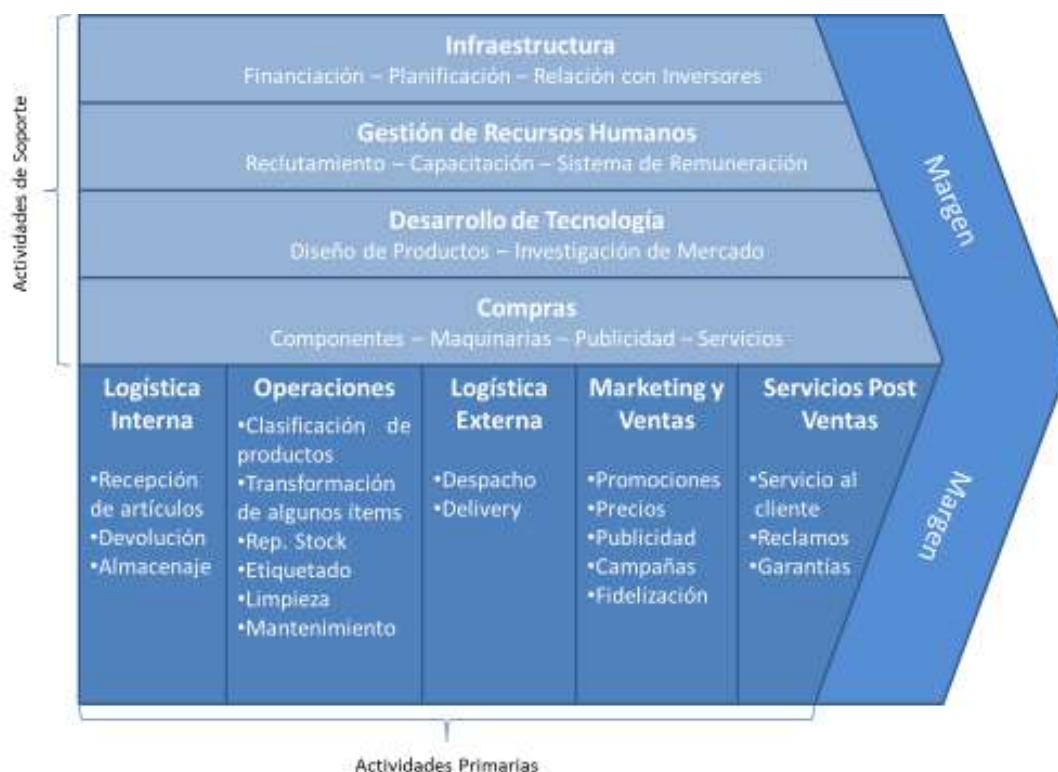 Actividades de Soporte
Infraestructura
Financiación – Planificación – Relación con Inversores
Gestión de Recursos Humanos
Reclutamiento – Capacitación – Sistema de Remuneración
Desarrollo de Tecnología
Diseño de Productos – Investigación de Mercado
Compras
Componentes – Maquinarias – Publicidad – Servicios
Margen
Logística
Interna
•Recepción
de artículos
•Devolución
•Almacenaje
Operaciones
•Clasificación de
productos
•Transformación
de algunos ítems
•Rep. Stock
•Etiquetado
•Limpieza
•Mantenimiento
Logística
Externa
•Despacho
•Delivery
Marketing y
Ventas
•Promociones
•Precios
•Publicidad
•Campañas
•Fidelización
Servicios Post
Ventas
•Servicio al
cliente
•Reclamos
•Garantías
Margen
Actividades Primarias